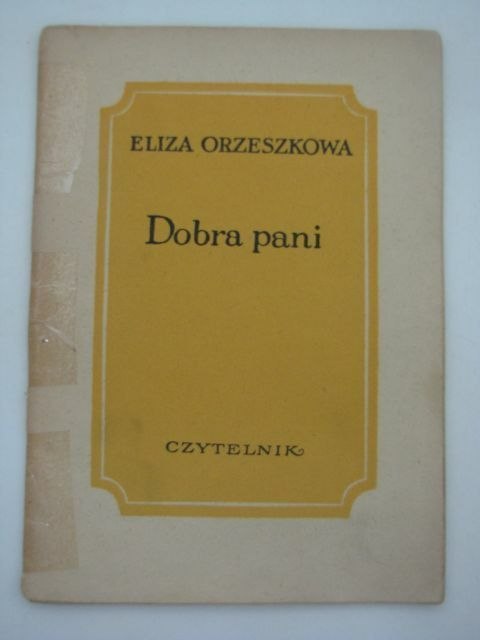 ELIZA ORZESZKOWA
Dobra pani
CZYTELNIK